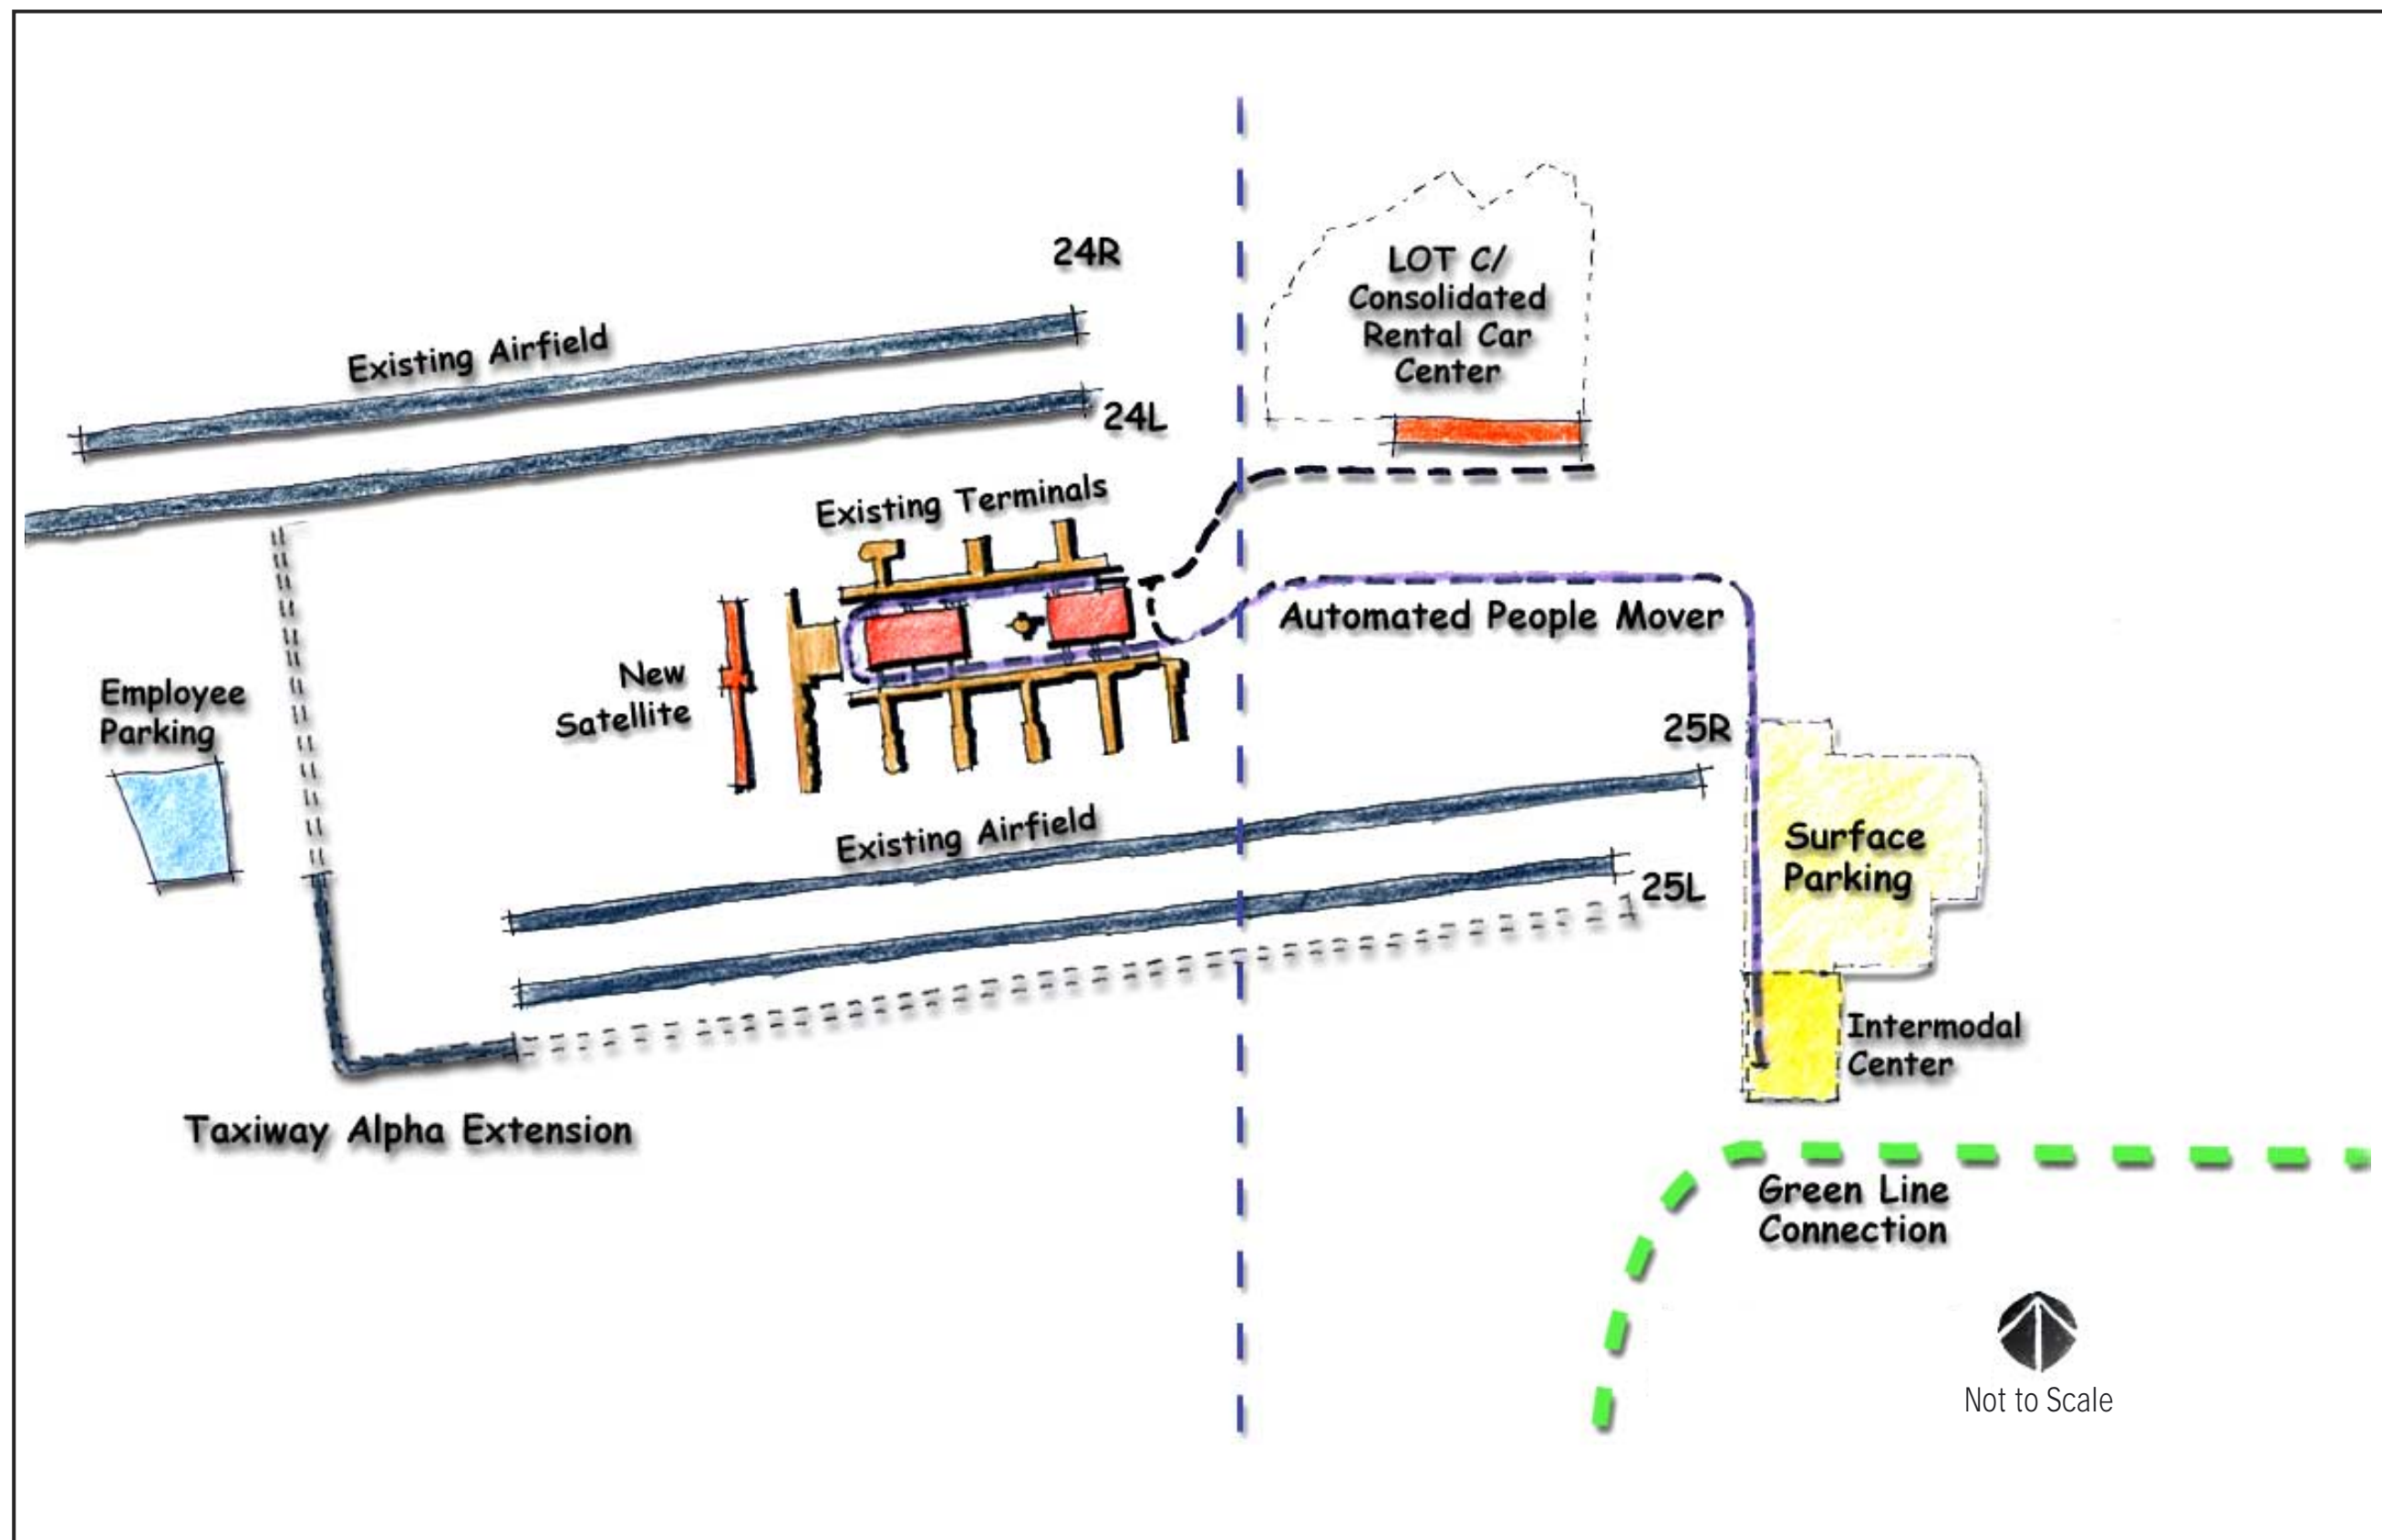 24R
LOT C/
Consolidated
Rental Car
Center
Existing Airfield
24L
Existing Terminals
Automated People Mover
New
Satellite
Employee
Parking
25R
Existing Airfield
Surface
Parking
25L
Intermodal
Center
Taxiway Alpha Extension
Green Line
Connection
Not to Scale